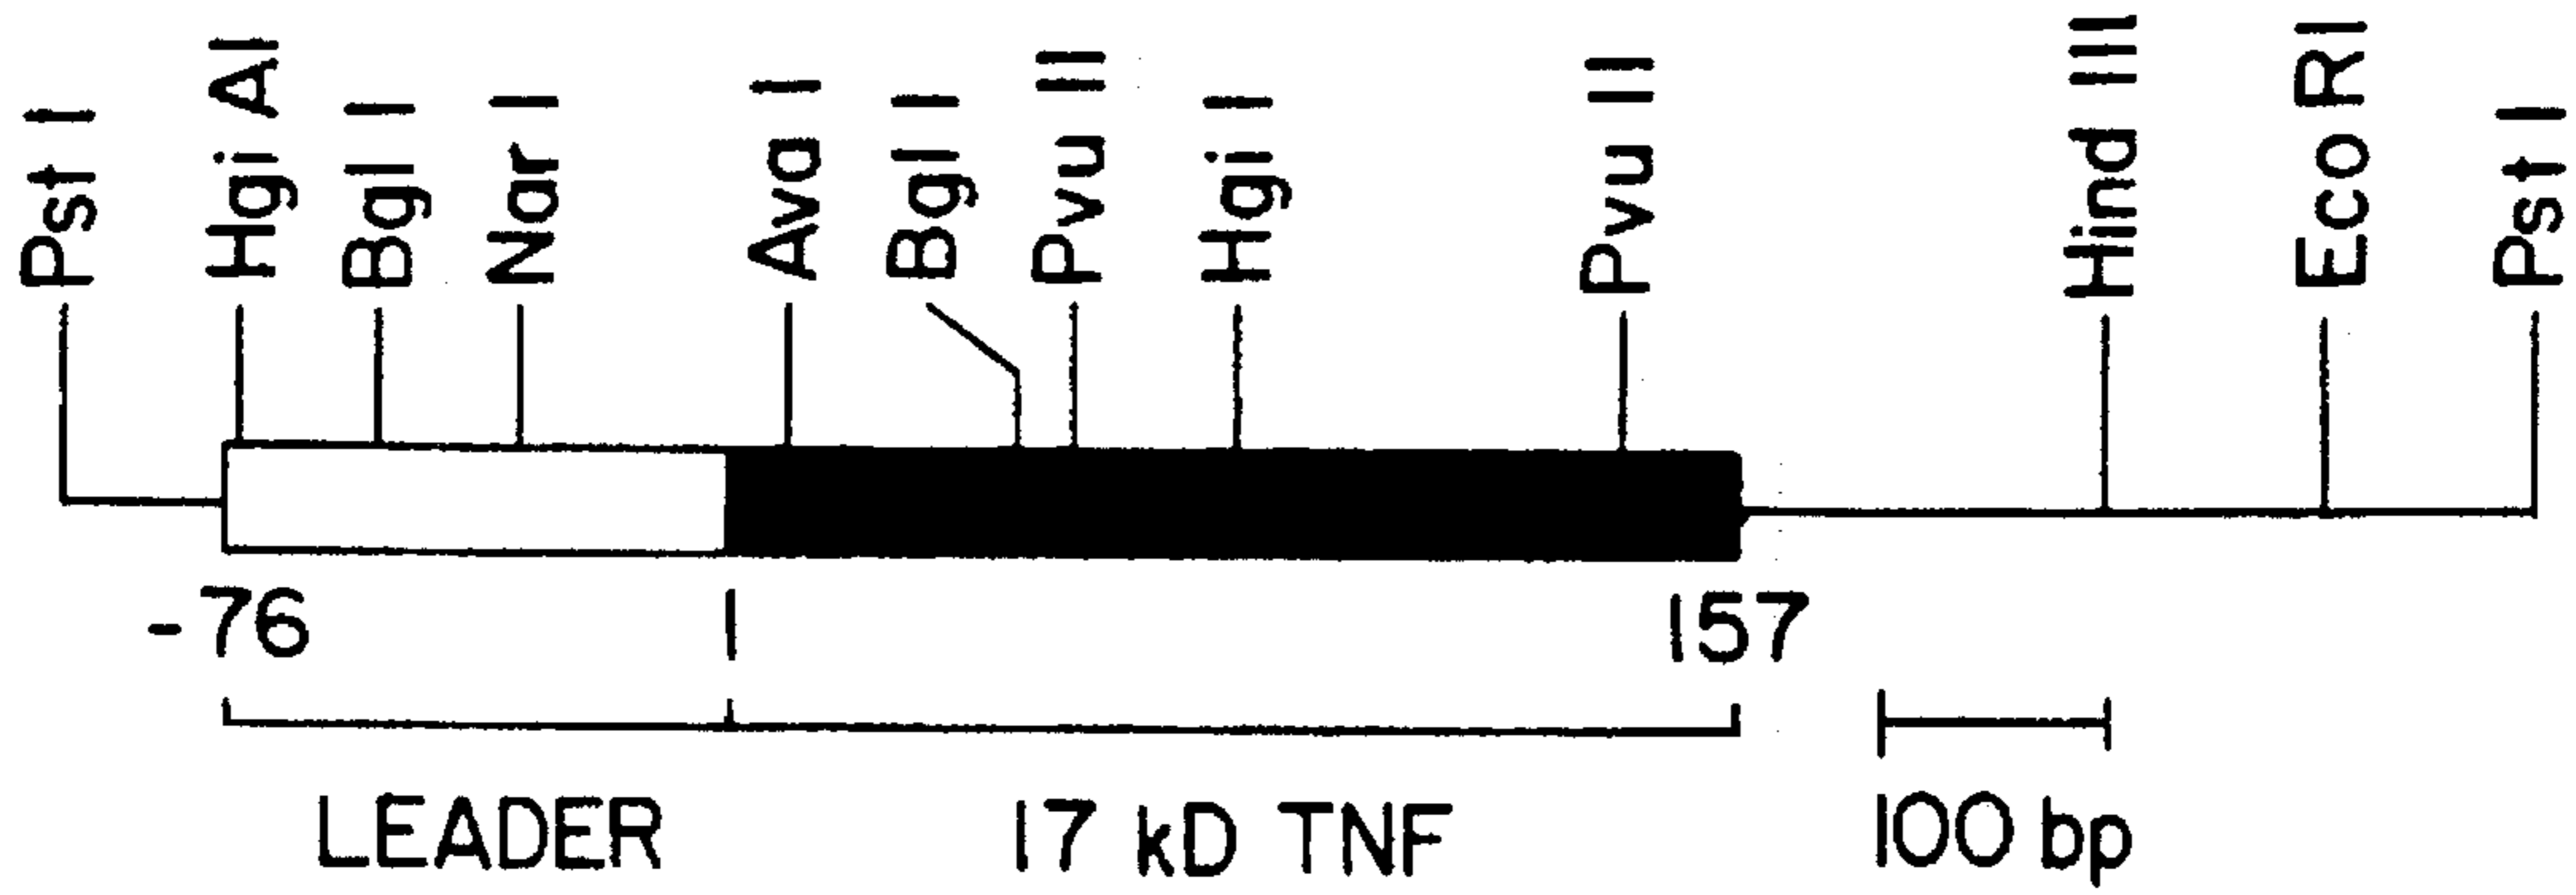 Pst I
Hgi AI
Bgl I
Nar I
Ava I
Bgl I
Pvu II
Hgi I
Pvu II
Hind III
Eco RI
Pst I
-76
1
157
LEADER
17 kD TNF
100 bp